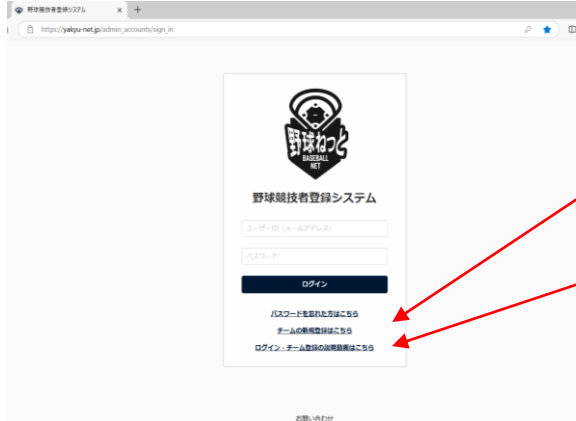 野球競技者登録システム
https://yakyu-net.jp/admin_accounts/sign_in
野球ねっと
BASEBALL
NET
野球競技者登録システム
ユーザーID (メールアドレス)
パスワード
ログイン
パスワードを忘れた方はこちら
チームの新規登録はこちら
ログイン・チーム登録の説明動画はこちら
お問い合わせ